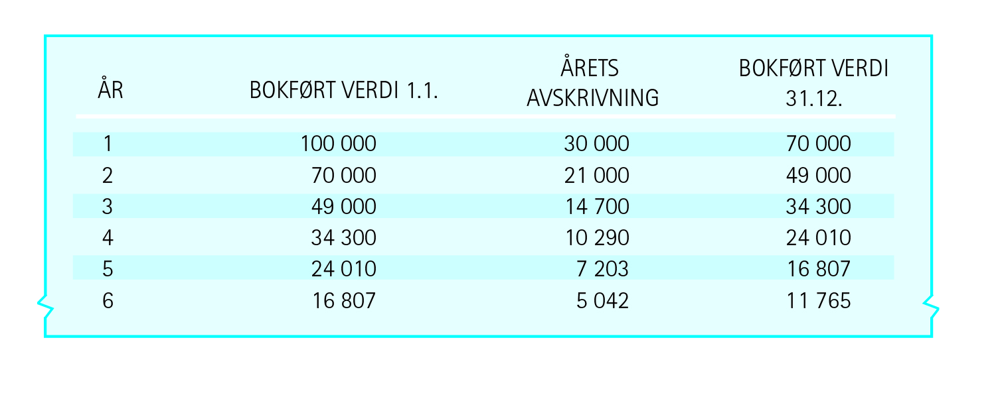 ÅR BOKFØRT VERDI 1.1. ÅRETS AVSKRIVNING BOKFØRT VERDI 31.12.
1 100 000 30 000 70 000
2 70 000 21 000 49 000
3 49 000 14 700 34 300
4 34 300 10 290 24 010
5 24 010 7 203 16 807
6 16 807 5 042 11 765